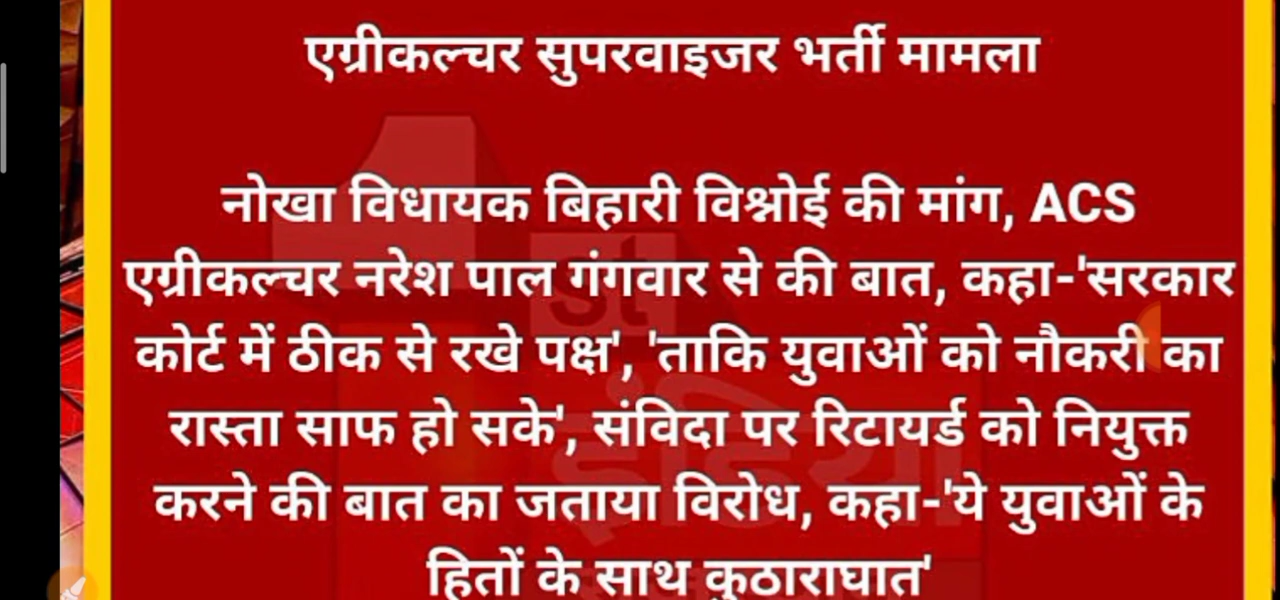 एग्रीकल्चर सुपरवाइजर भर्ती मामला
नोखा विधायक बिहारी विश्नोई की मांग, ACS
एग्रीकल्चर नरेश पाल गंगवार से की बात, कहा-'सरकार
कोर्ट में ठीक से रखे पक्ष', 'ताकि युवाओं को नौकरी का
रास्ता साफ हो सके', संविदा पर रिटायर्ड को नियुक्त
करने की बात का जताया विरोध, कहा-'ये युवाओं के
हितों के साथ कुठाराघात'
1st
इंडिया